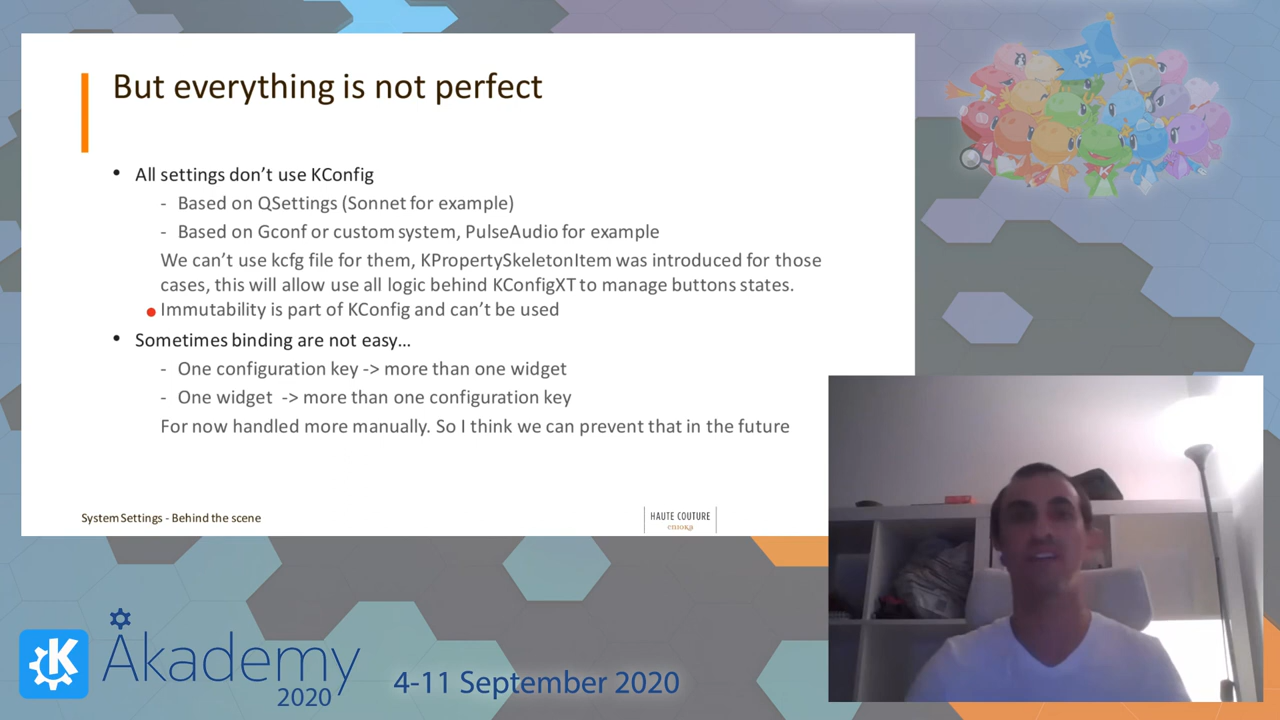 But everything is not perfect
• All settings don’t use KConfig
- Based on QSettings (Sonnet for example)
- Based on Gconf or custom system, PulseAudio for example
We can’t use kcfg file for them, KPropertySkeletonItem was introduced for those
cases, this will allow use all logic behind KConfigXT to manage buttons states.
Immutability is part of KConfig and can’t be used
• Sometimes binding are not easy…
- One configuration key -> more than one widget
- One widget -> more than one configuration key
For now handled more manually. So I think we can prevent that in the future
SystemSettings - Behind the scene
HAUTE COUTURE
enioka
K
K
K
Akademy
2020
4-11 September 2020